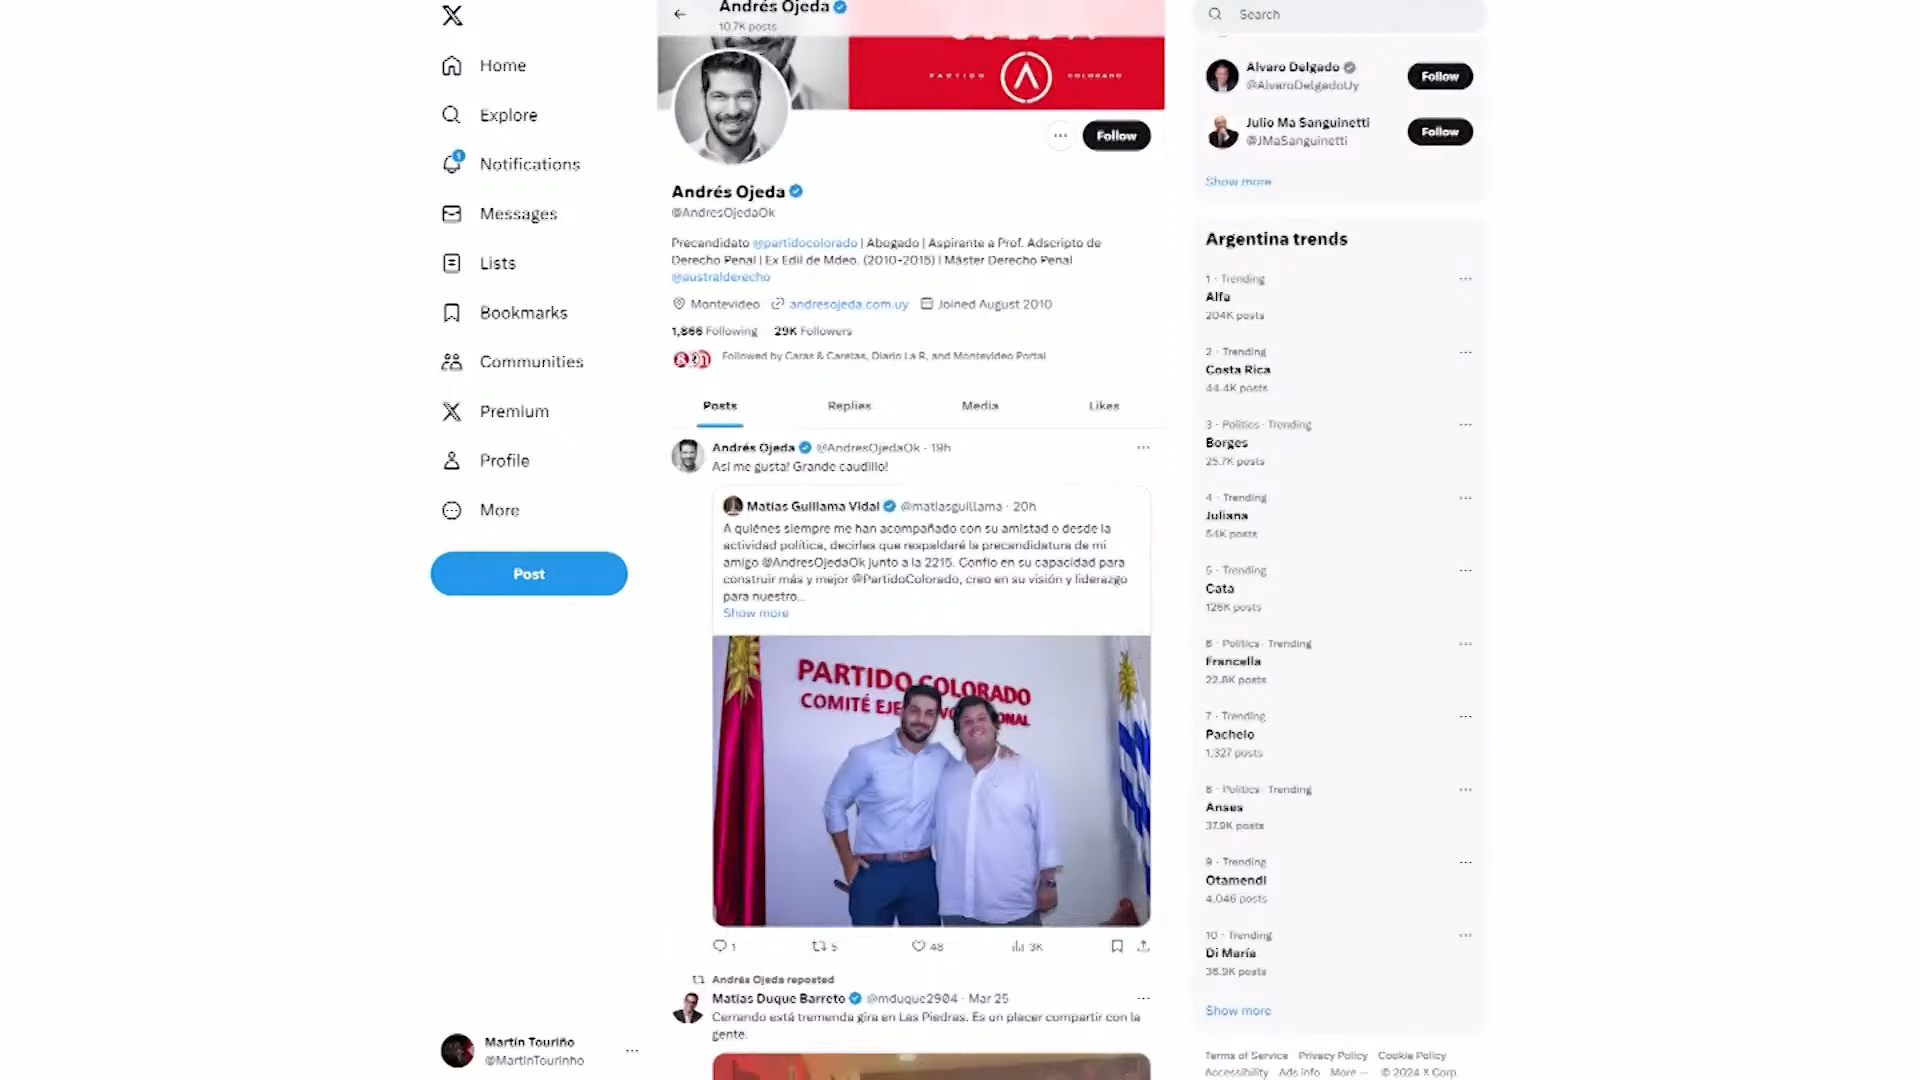 Home
Explore
1
Notifications
Messages
Lists
Bookmarks
Communities
Premium
Profile
More
Post
Martín Touriño
@MartinTourinho
Andrés Ojeda
10.7K posts
PARTIDO COLORADO
Follow
Andrés Ojeda
@AndresOjedaOk
Precandidato @partidocolorado | Abogado | Aspirante a Prof. Adscripto de
Derecho Penal | Ex Edil de Mdeo. (2010-2015) | Máster Derecho Penal
@australderecho
Montevideo andresojeda.com.uy Joined August 2010
1,866 Following 29K Followers
Followed by Caras & Caretas, Diario La R, and Montevideo Portal
Posts Replies Media Likes
Andrés Ojeda @AndresOjedaOk · 19h
Así me gusta! Grande caudillo!
Matías Guillama Vidal @matiasguillama · 20h
A quiénes siempre me han acompañado con su amistad o desde la
actividad política, decirles que respaldaré la precandidatura de mi
amigo @AndresOjedaOk junto a la 2215. Confío en su capacidad para
construir más y mejor @PartidoColorado, creo en su visión y liderazgo
para nuestro...
Show more
PARTIDO COLORADO
COMITÉ
1 5 48 3K
Andrés Ojeda reposted
Matias Duque Barreto @mduque2904 · Mar 25
Cerrando está tremenda gira en Las Piedras. Es un placer compartir con la
gente.
Search
Alvaro Delgado
@AlvaroDelgadoUy
Follow
Julio Ma Sanguinetti
@JMaSanguinetti
Follow
Show more
Argentina trends
1 · Trending
Alfa
204K posts
2 · Trending
Costa Rica
44.4K posts
3 · Politics · Trending
Borges
25.7K posts
4 · Trending
Juliana
54K posts
5 · Trending
Cata
126K posts
6 · Politics · Trending
Francella
22.8K posts
7 · Trending
Pachelo
1,327 posts
8 · Politics · Trending
Anses
37.9K posts
9 · Trending
Otamendi
4,046 posts
10 · Trending
Di María
36.9K posts
Show more
Terms of Service Privacy Policy Cookie Policy
Accessibility Ads info More ··· © 2024 X Corp.